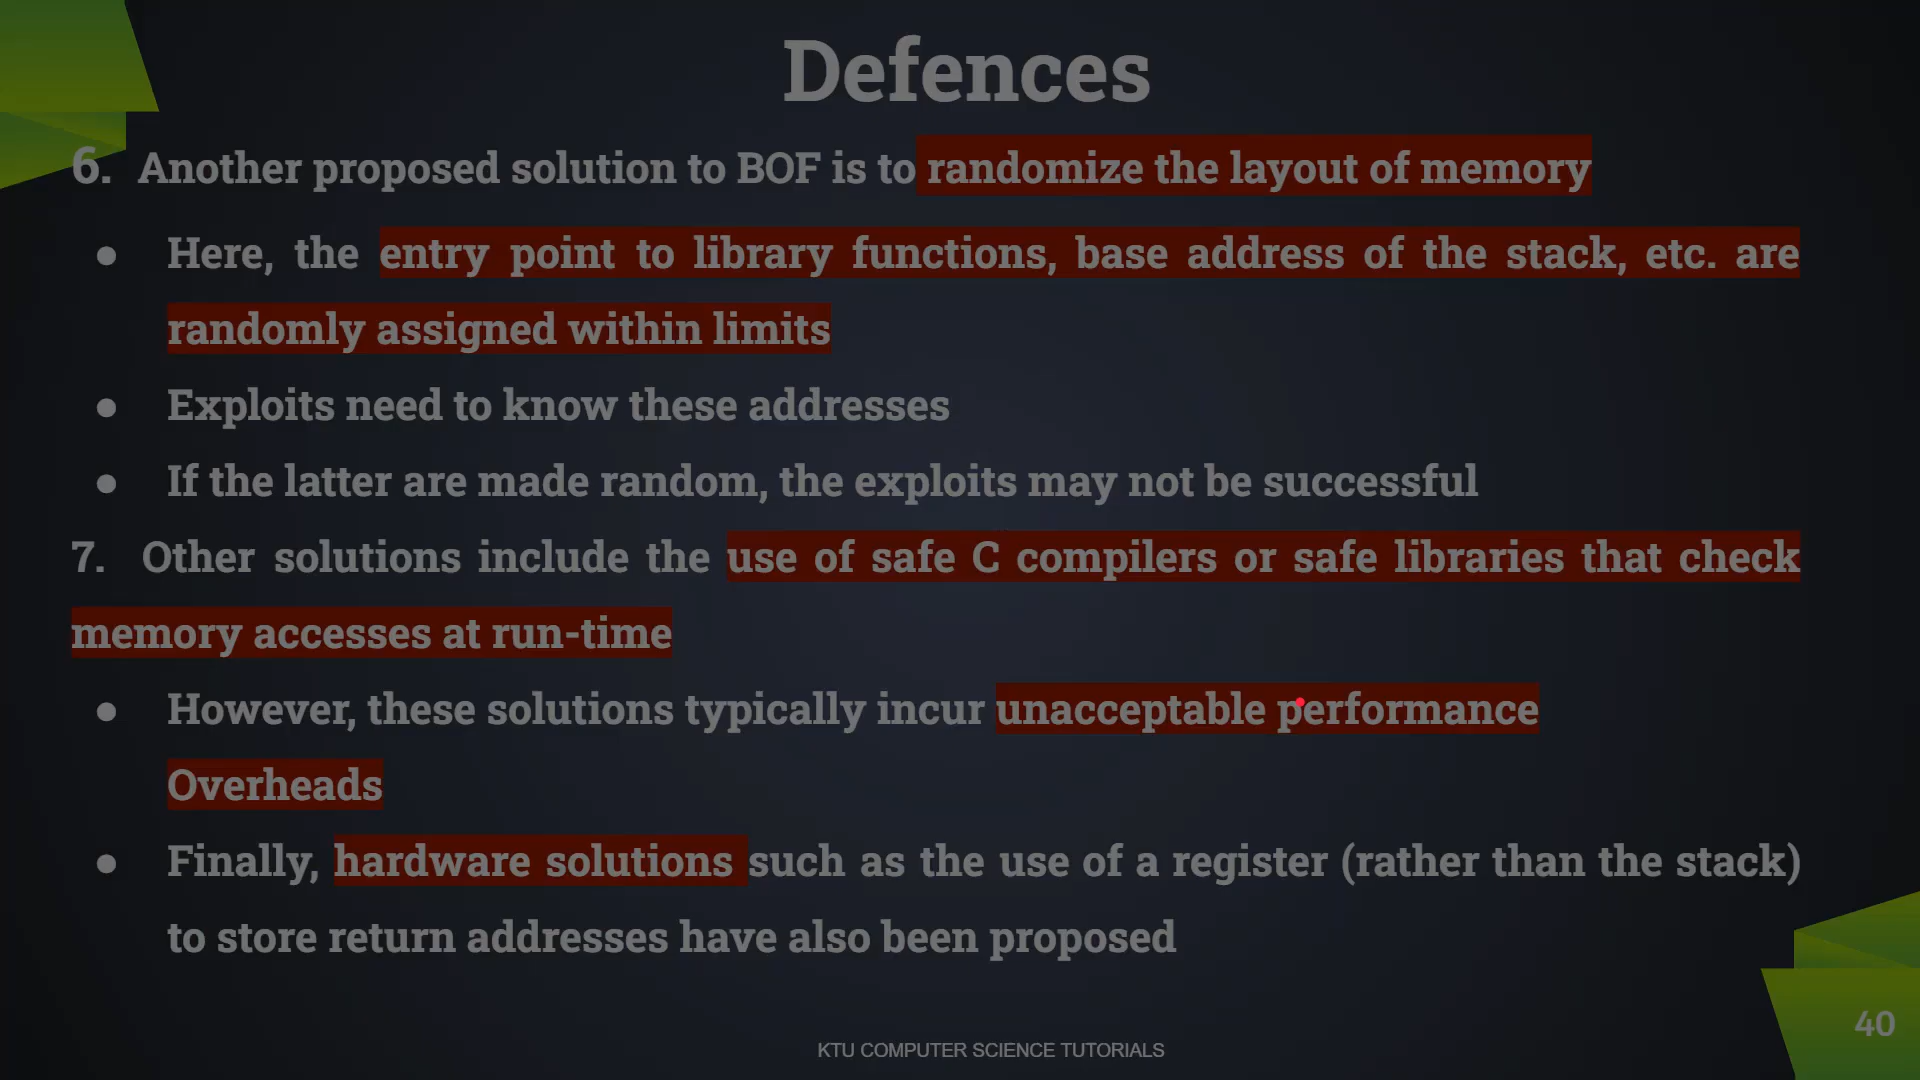 Defences
6. Another proposed solution to BOF is to randomize the layout of memory
● Here, the entry point to library functions, base address of the stack, etc. are
randomly assigned within limits
● Exploits need to know these addresses
● If the latter are made random, the exploits may not be successful
7. Other solutions include the use of safe C compilers or safe libraries that check
memory accesses at run-time
● However, these solutions typically incur unacceptable performance
Overheads
● Finally, hardware solutions such as the use of a register (rather than the stack)
to store return addresses have also been proposed
40
KTU COMPUTER SCIENCE TUTORIALS